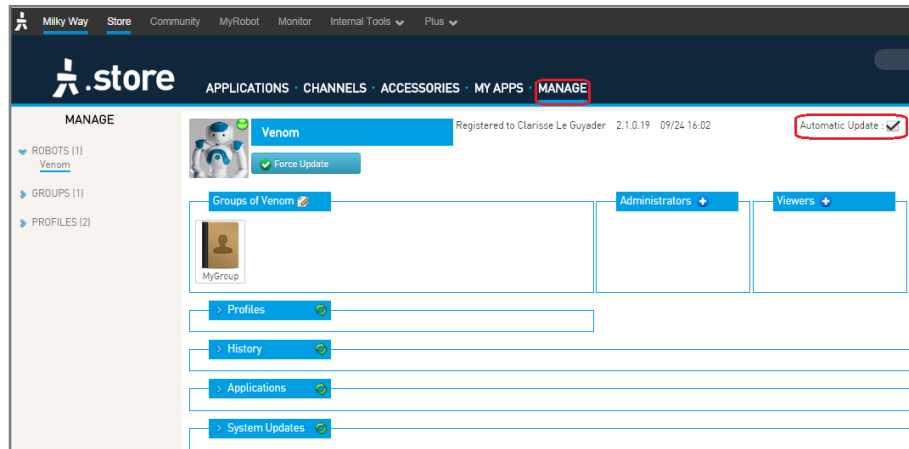 Milky Way Store Community MyRobot Monitor Internal Tools Plus
.store
APPLICATIONS · CHANNELS · ACCESSORIES · MY APPS · MANAGE
MANAGE
ROBOTS (1)
Venom
GROUPS (1)
PROFILES (2)
Venom
Registered to Clarisse Le Guyader 2.1.0.19 09/24 16:02
Automatic Update :
Force Update
Groups of Venom
Administrators
Viewers
MyGroup
Profiles
History
Applications
System Updates